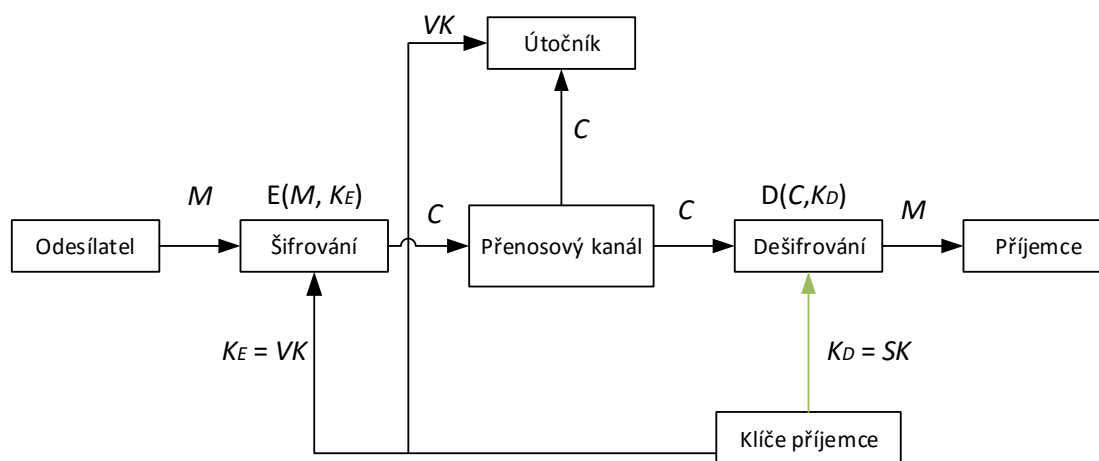 VK
Útočník
C
M
E(M, KE)
C
C
D(C,KD)
M
Odesílatel
Šifrování
Přenosový kanál
Dešifrování
Příjemce
KE = VK
KD = SK
Klíče příjemce